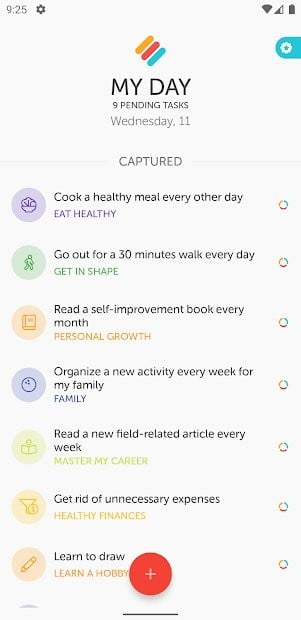 9:25
MY DAY
9 PENDING TASKS
Wednesday, 11
CAPTURED
Cook a healthy meal every other day
EAT HEALTHY
Go out for a 30 minutes walk every day
GET IN SHAPE
Read a self-improvement book every
month
PERSONAL GROWTH
Organize a new activity every week for
my family
FAMILY
Read a new field-related article every
week
MASTER MY CAREER
Get rid of unnecessary expenses
HEALTHY FINANCES
Learn to draw
LEARN A HOBBY